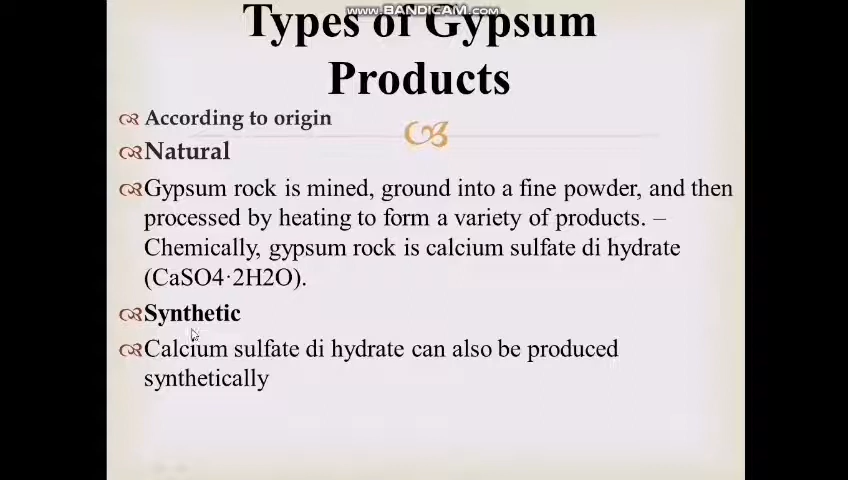 www.BANDICAM.com
Types of Gypsum
Products
According to origin
Natural
Gypsum rock is mined, ground into a fine powder, and then
processed by heating to form a variety of products. –
Chemically, gypsum rock is calcium sulfate di hydrate
(CaSO4·2H2O).
Synthetic
Calcium sulfate di hydrate can also be produced
synthetically